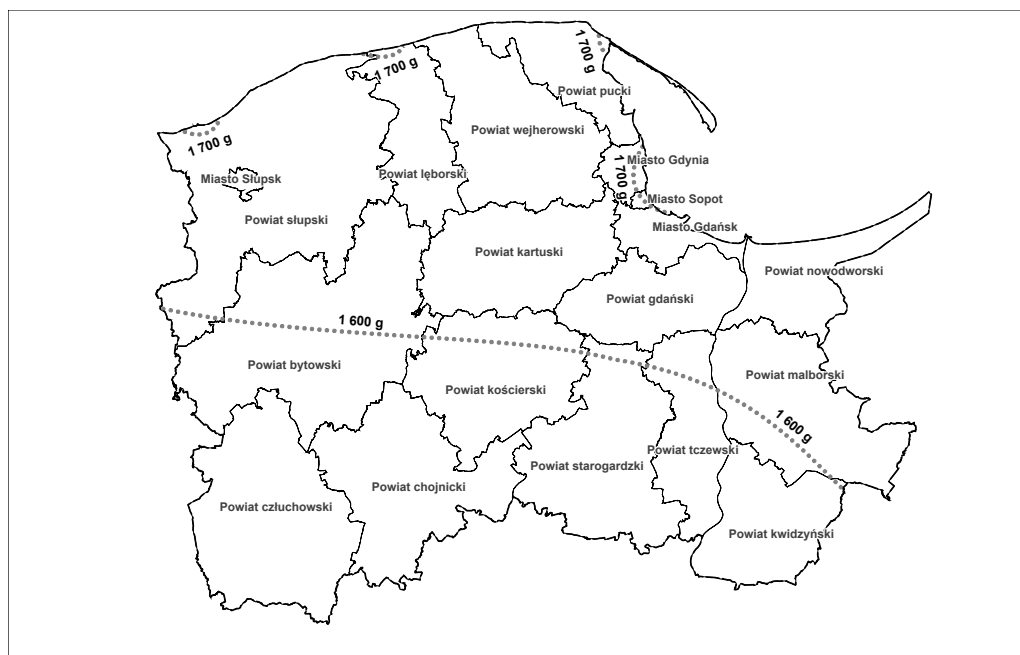 1 700 g
1 700 g
Powiat pucki
Powiat wejherowski
1 700 g
Miasto Gdynia
1 700 g
Powiat lęborski
Miasto Słupsk
Miasto Sopot
Powiat słupski
Miasto Gdańsk
Powiat kartuski
Powiat nowodworski
Powiat gdański
1 600 g
Powiat bytowski
Powiat malborski
Powiat kościerski
1 600 g
Powiat tczewski
Powiat starogardzki
Powiat chojnicki
Powiat człuchowski
Powiat kwidzyński